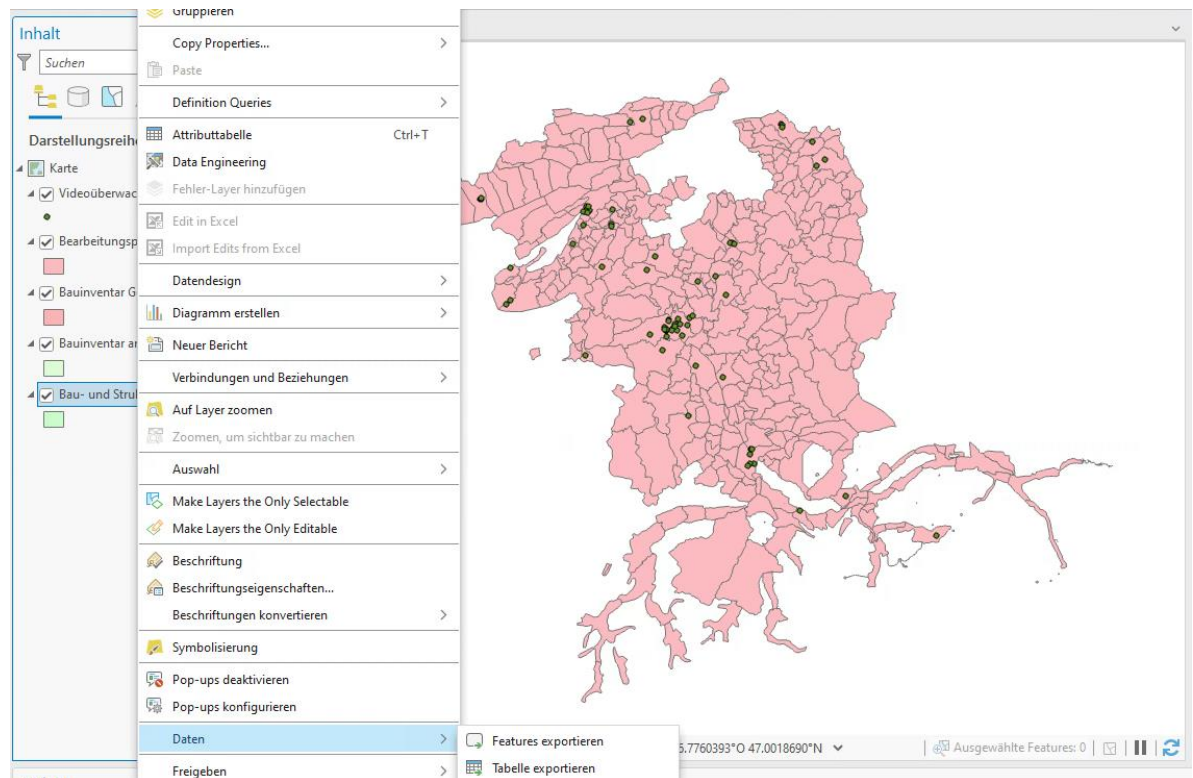 Gruppieren
Inhalt
Copy Properties...
Suchen
Paste
Definition Queries
Attributtabelle Ctrl+T
Darstellungsreih
Data Engineering
Karte
Fehler-Layer hinzufügen
Videoüberwac
Edit in Excel
Bearbeitungsp
Import Edits from Excel
Datendesign
Bauinventar G
Diagramm erstellen
Neuer Bericht
Bauinventar a
Verbindungen und Beziehungen
Bau- und Stru
Auf Layer zoomen
Zoomen, um sichtbar zu machen
Auswahl
Make Layers the Only Selectable
Make Layers the Only Editable
Beschriftung
Beschriftungseigenschaften...
Beschriftungen konvertieren
Symbolisierung
Pop-ups deaktivieren
Pop-ups konfigurieren
Daten
Features exportieren
5.7760393°O 47.0018690°N
Ausgewählte Features: 0
Freigeben
Tabelle exportieren